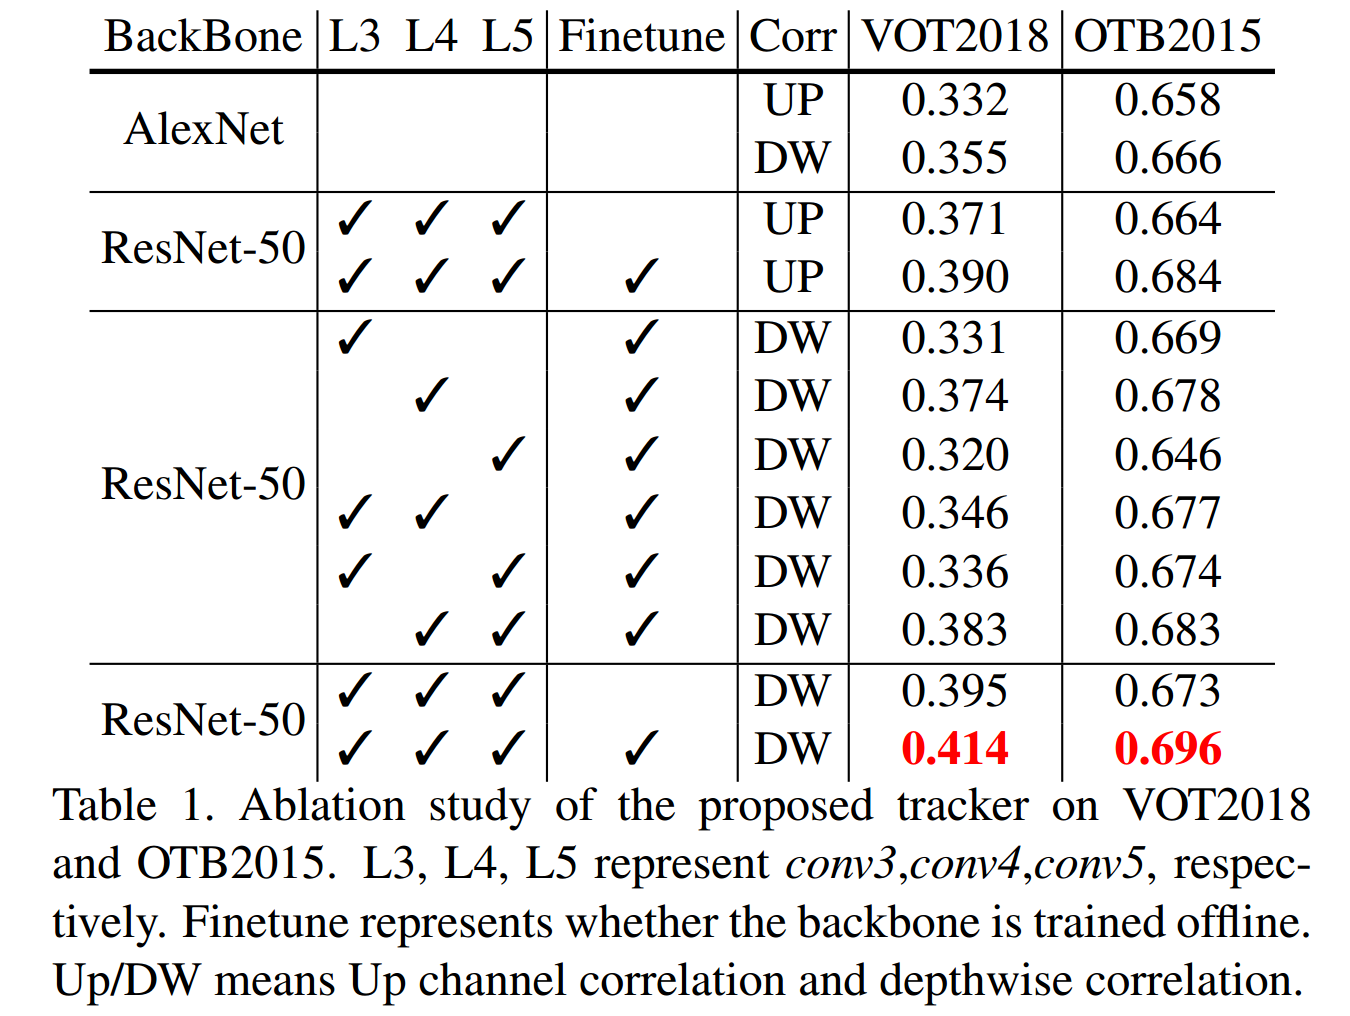 BackBone L3 L4 L5 Finetune Corr VOT2018 OTB2015
AlexNet UP 0.332 0.658
DW 0.355 0.666
ResNet-50 ✓ ✓ ✓ UP 0.371 0.664
✓ ✓ ✓ ✓ UP 0.390 0.684
ResNet-50 ✓ ✓ DW 0.331 0.669
✓ ✓ DW 0.374 0.678
✓ ✓ DW 0.320 0.646
✓ ✓ ✓ DW 0.346 0.677
✓ ✓ ✓ DW 0.336 0.674
✓ ✓ ✓ DW 0.383 0.683
ResNet-50 ✓ ✓ ✓ DW 0.395 0.673
✓ ✓ ✓ ✓ DW 0.414 0.696
Table 1. Ablation study of the proposed tracker on VOT2018
and OTB2015. L3, L4, L5 represent conv3,conv4,conv5, respec-
tively. Finetune represents whether the backbone is trained offline.
Up/DW means Up channel correlation and depthwise correlation.